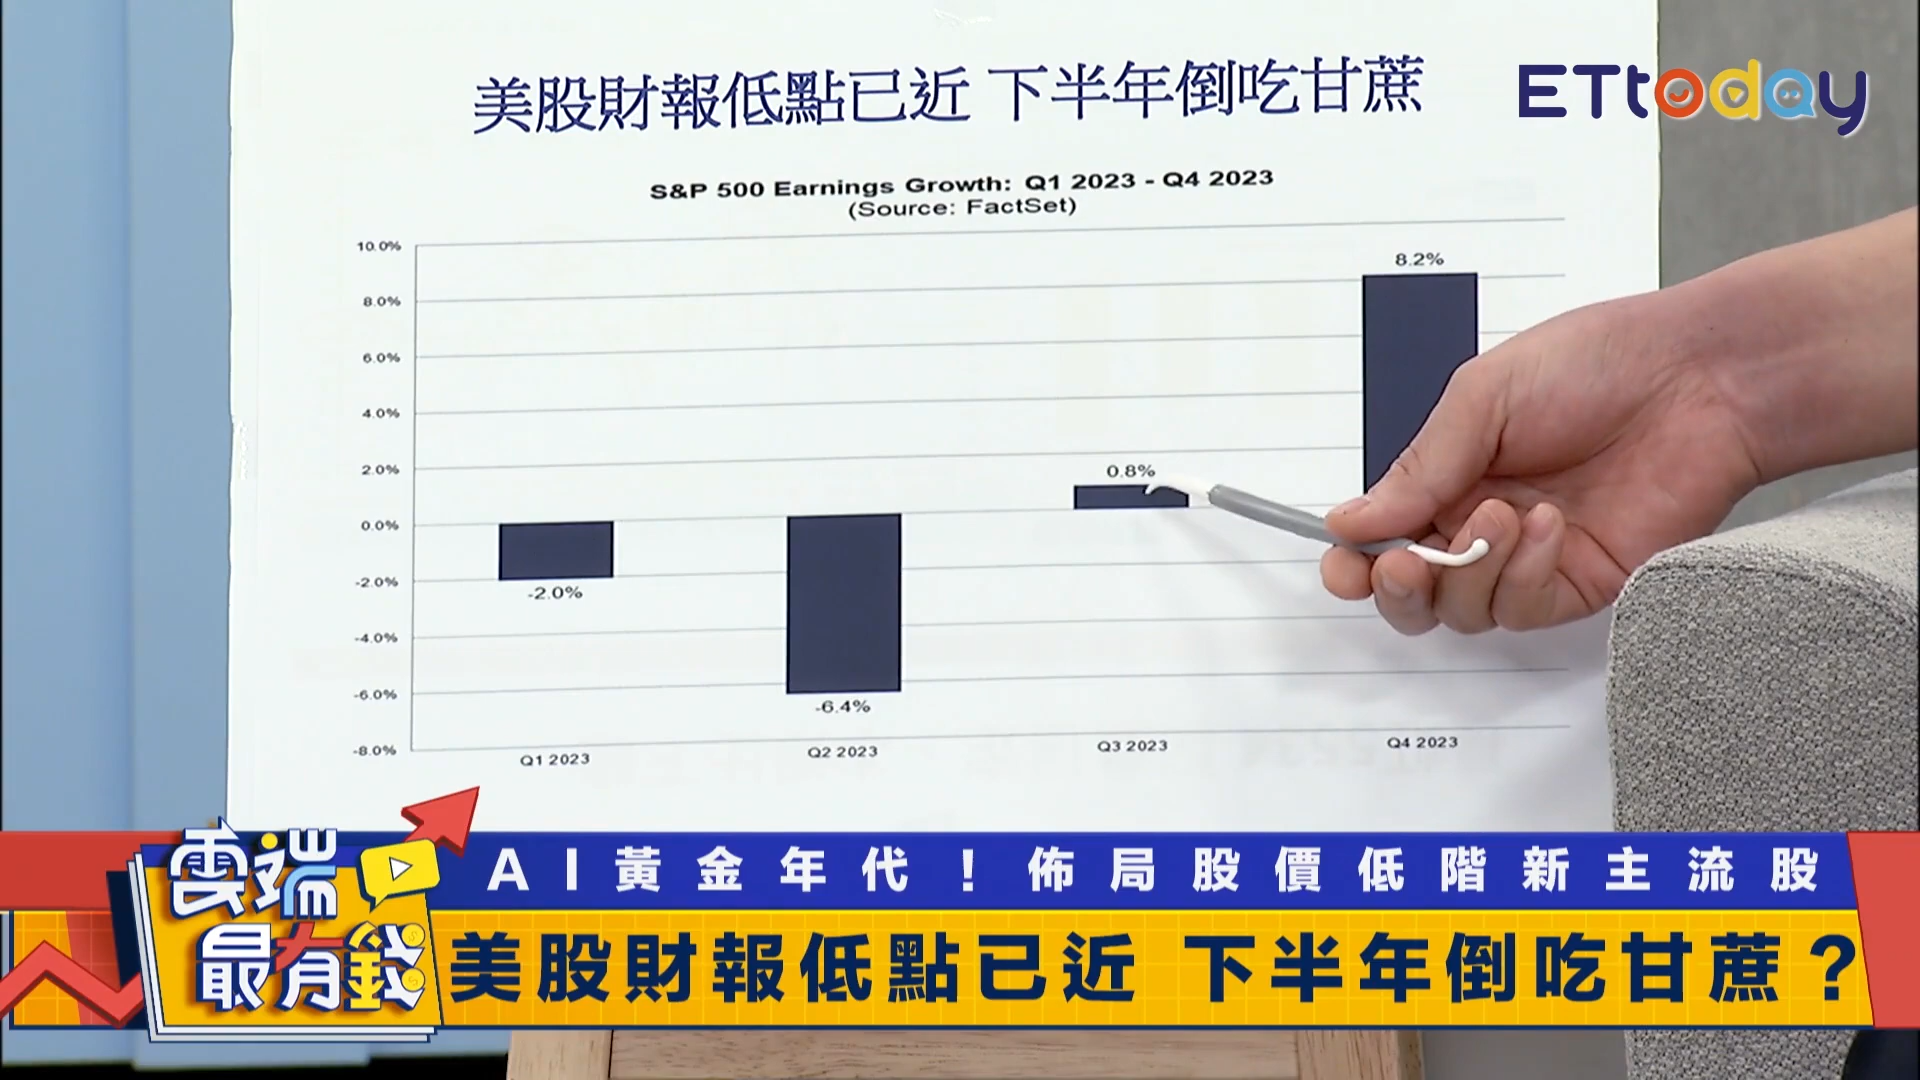 美股財報低點已近 下半年倒吃甘蔗
ETtoday
S&P 500 Earnings Growth: Q1 2023 - Q4 2023
(Source: FactSet)
10.0%
8.0%
6.0%
4.0%
2.0%
0.0%
-2.0%
-4.0%
-6.0%
-8.0%
-2.0%
-6.4%
0.8%
8.2%
Q1 2023
Q2 2023
Q3 2023
Q4 2023
雲端
最有錢
AI黃金年代！佈局股價低階新主流股
美股財報低點已近 下半年倒吃甘蔗？